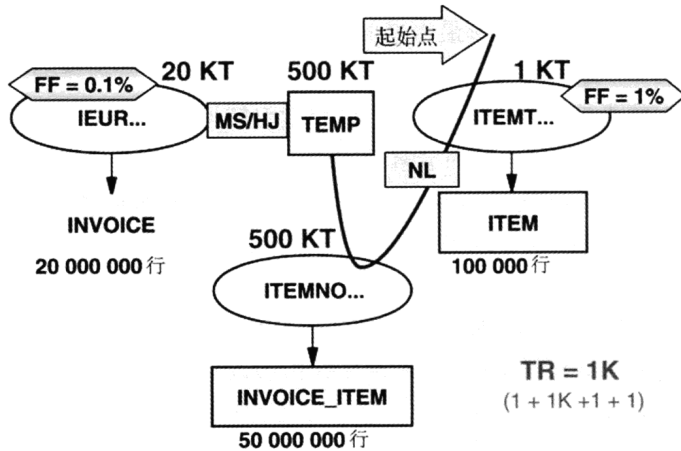 起始点
20 KT
500 KT
1 KT
FF = 0.1%
FF = 1%
IEUR...
MS/HJ
TEMP
ITEMT...
NL
INVOICE
ITEM
20 000 000 行
500 KT
100 000 行
ITEMNO...
TR = 1K
(1 + 1K +1 + 1)
INVOICE_ITEM
50 000 000 行